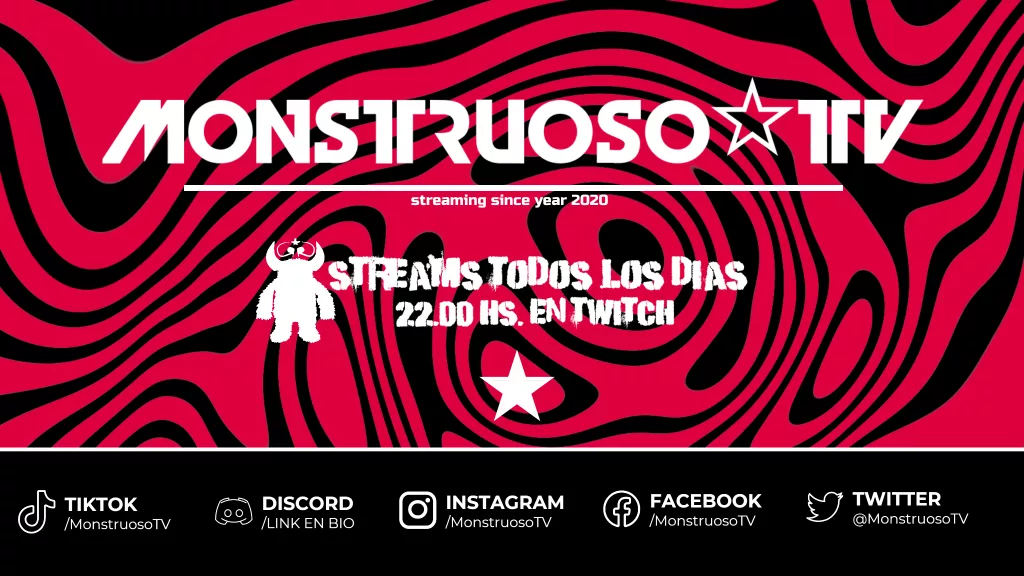 MONSTRUOSO TV
streaming since year 2020
STREAMS TODOS LOS DIAS
22.00 HS. EN TWITCH
TIKTOK
/MonstruosoTV
DISCORD
/LINK EN BIO
INSTAGRAM
/MonstruosoTV
FACEBOOK
/MonstruosoTV
TWITTER
@MonstruosoTV